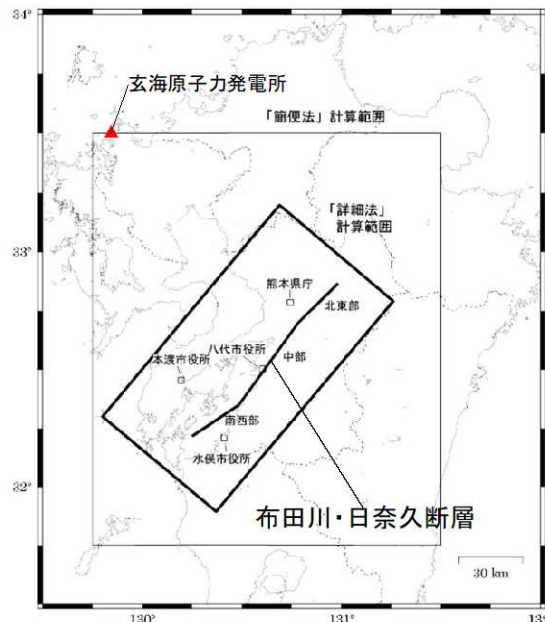 34°
玄海原子力発電所
「簡便法」計算範囲
「詳細法」
計算範囲
33°
熊本県庁
北東部
八代市役所
本渡市役所
中部
南西部
水俣市役所
32°
布田川・日奈久断層
30 km
130°
131°